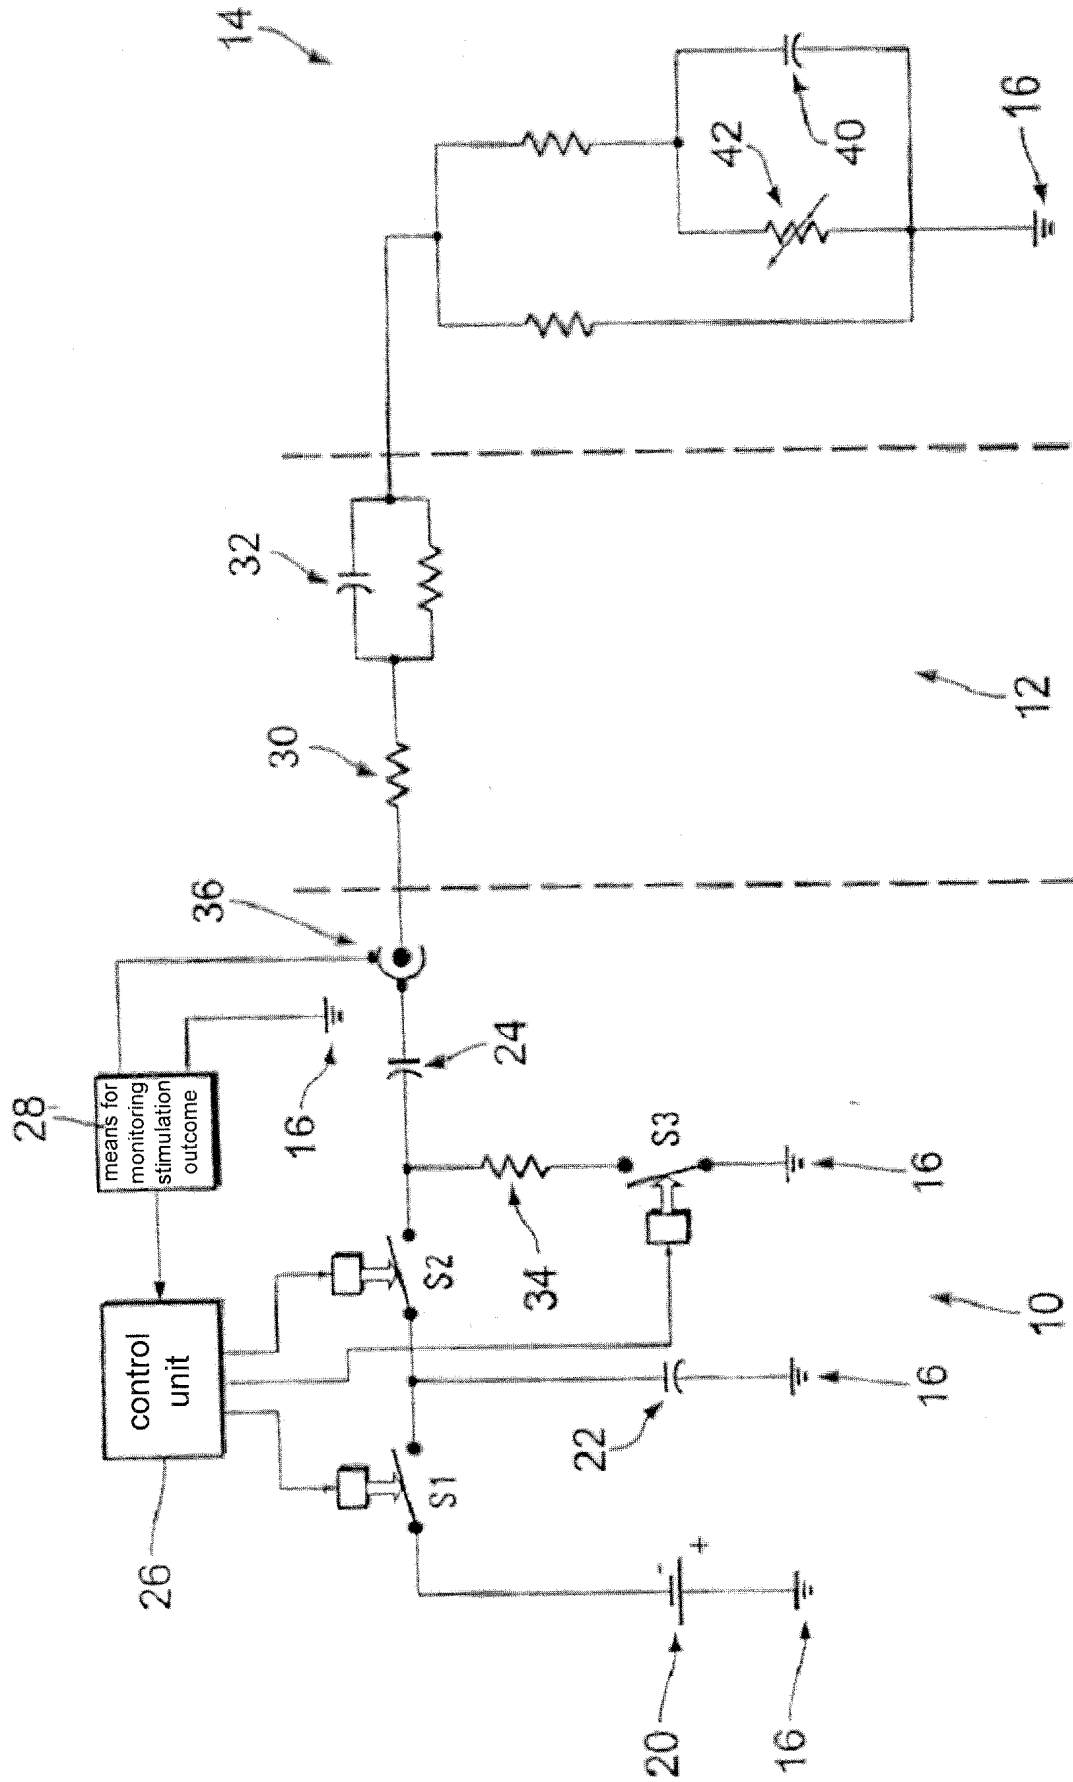 28
means for
monitoring
stimulation
outcome
36
32
14
control
unit
26
16
30
S1
S2
24
42
40
16
22
34
S3
20
16
16
16
10
12
-
+